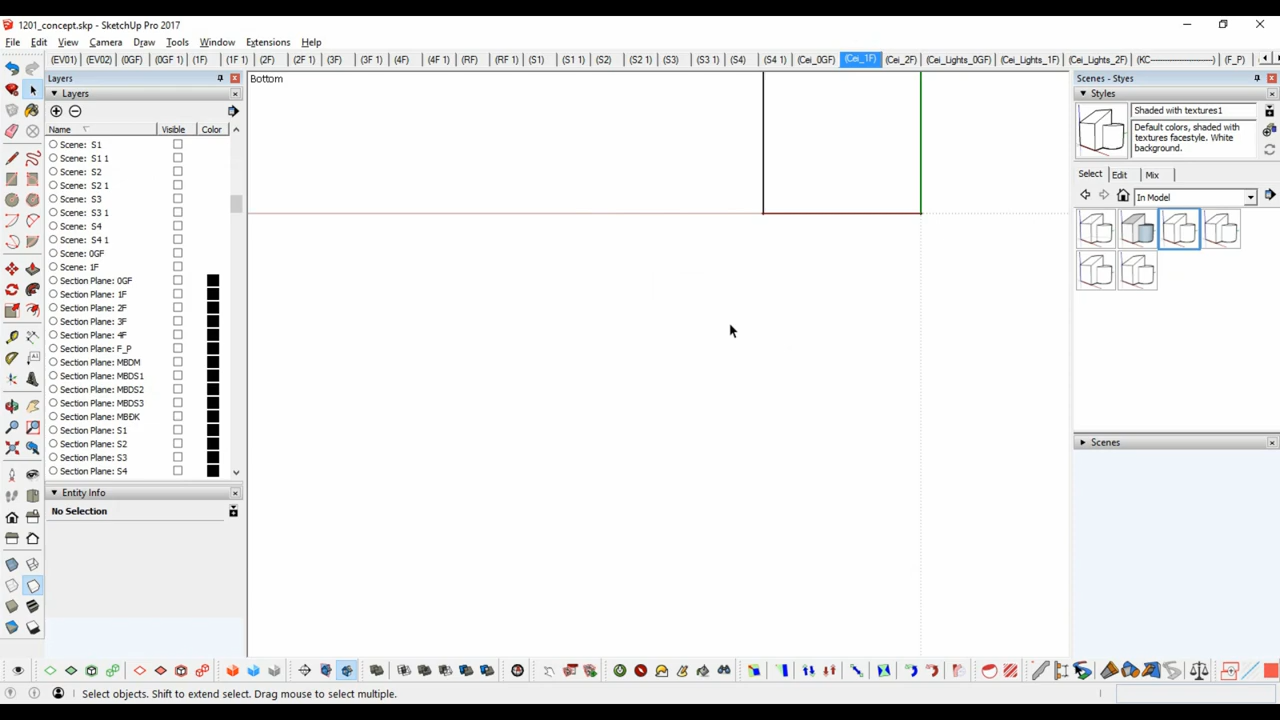 1201_concept.skp - SketchUp Pro 2017
File Edit View Camera Draw Tools Window Extensions Help
(EV01) (EV02) (0GF) (0GF 1) (1F) (1F 1) (2F) (2F 1) (3F) (3F 1) (4F) (4F 1) (RF) (RF 1) (S1) (S1 1) (S2) (S2 1) (S3) (S3 1) (S4) (S4 1) (Cei_0GF) (Cei_1F) (Cei_2F) (Cei_Lights_0GF) (Cei_Lights_1F) (Cei_Lights_2F) (KC------------------) (F_P)
Layers
Layers
Name Visible Color
Scene: S1
Scene: S1 1
Scene: S2
Scene: S2 1
Scene: S3
Scene: S3 1
Scene: S4
Scene: S4 1
Scene: 0GF
Scene: 1F
Section Plane: 0GF
Section Plane: 1F
Section Plane: 2F
Section Plane: 3F
Section Plane: 4F
Section Plane: F_P
Section Plane: MBDM
Section Plane: MBDS1
Section Plane: MBDS2
Section Plane: MBDS3
Section Plane: MBĐK
Section Plane: S1
Section Plane: S2
Section Plane: S3
Section Plane: S4
Entity Info
No Selection
Bottom
Scenes - Styes
Styles
Shaded with textures1
Default colors, shaded with
textures facestyle. White
background.
Select Edit Mix
In Model
Scenes
Select objects. Shift to extend select. Drag mouse to select multiple.